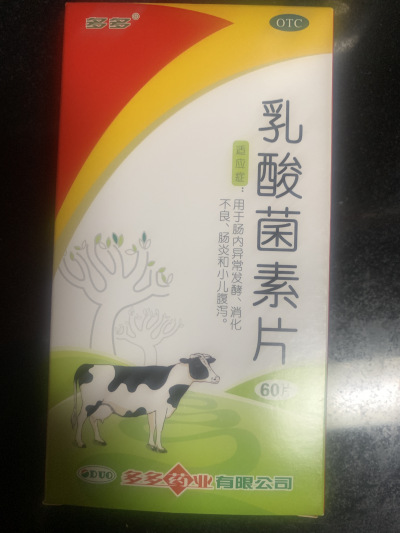 多多®
OTC
乳酸菌素片
适应症：用于肠内异常发酵、消化
不良、肠炎和小儿腹泻。
60片
DUO
多多药业有限公司